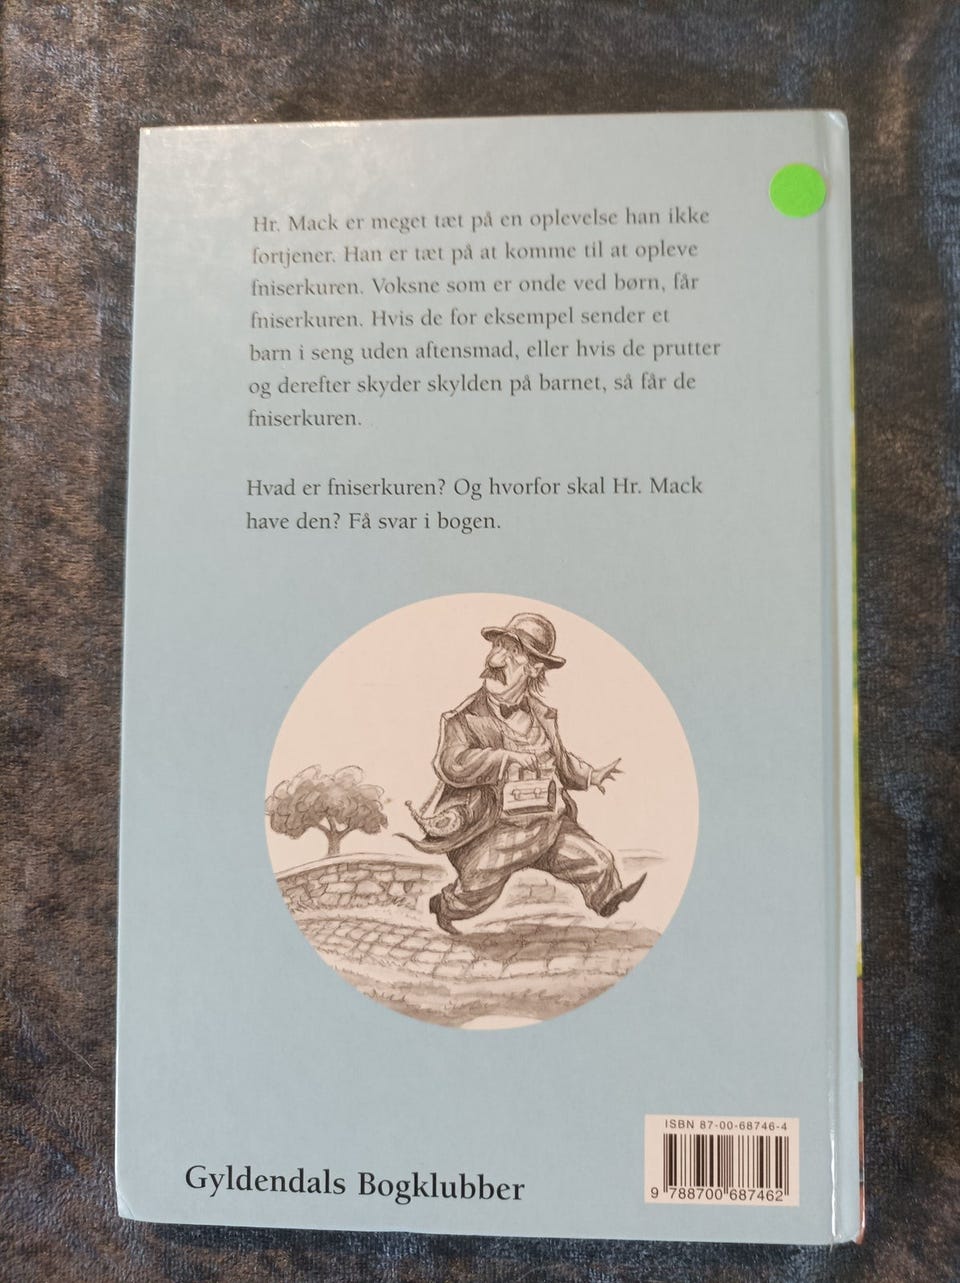 Hr. Mack er meget tæt på en oplevelse han ikke
fortjener. Han er tæt på at komme til at opleve
fniserkuren. Voksne som er onde ved børn, får
fniserkuren. Hvis de for eksempel sender et
barn i seng uden aftensmad, eller hvis de prutter
og derefter skyder skylden på barnet, så får de
fniserkuren.
Hvad er fniserkuren? Og hvorfor skal Hr. Mack
have den? Få svar i bogen.
Gyldendals Bogklubber
ISBN 87-00-68746-4
9 788700 687462